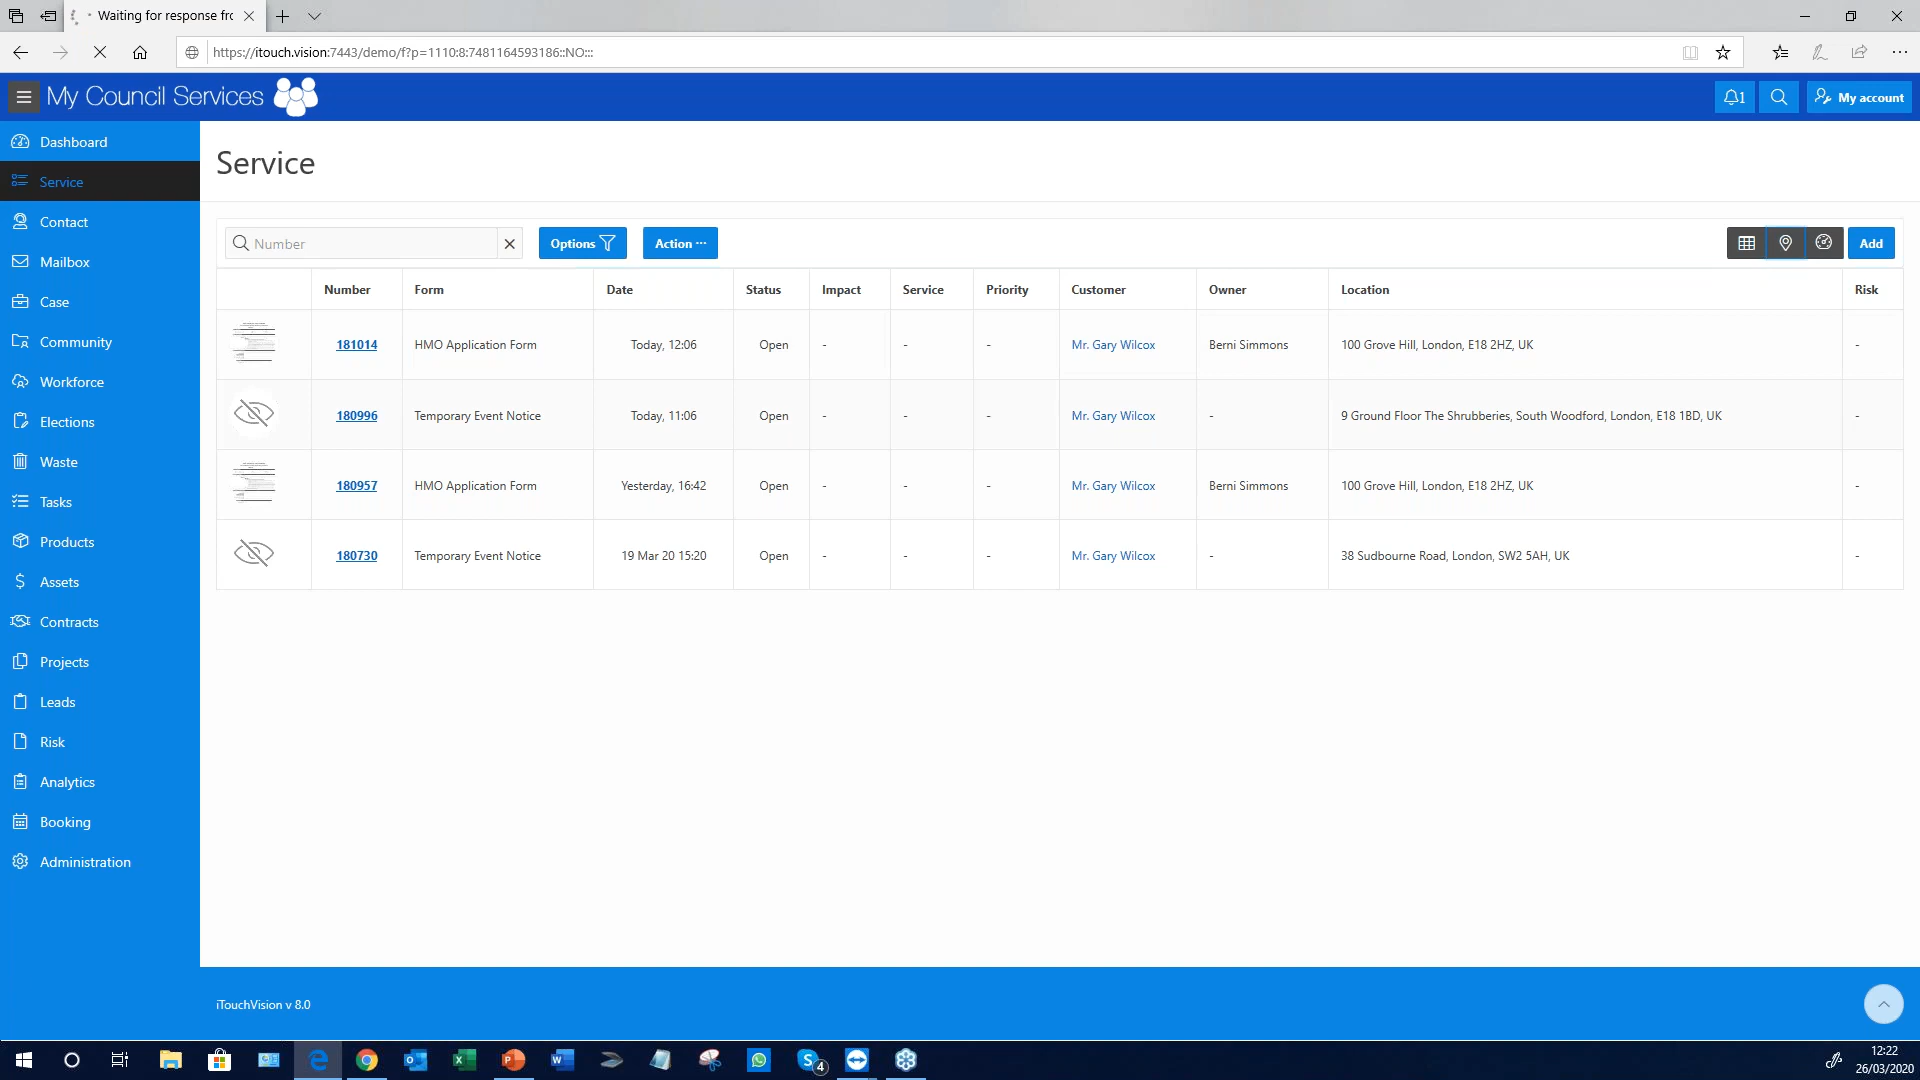 Waiting for response fro
https://itouch.vision:7443/demo/f?p=1110:8:7481164593186::NO:::
My Council Services
1
My account
Dashboard
Service
Contact
Mailbox
Case
Community
Workforce
Elections
Waste
Tasks
Products
Assets
Contracts
Projects
Leads
Risk
Analytics
Booking
Administration
Service
Number
Options
Action ···
Add
Number Form Date Status Impact Service Priority Customer Owner Location Risk
181014 HMO Application Form Today, 12:06 Open - - - Mr. Gary Wilcox Berni Simmons 100 Grove Hill, London, E18 2HZ, UK -
180996 Temporary Event Notice Today, 11:06 Open - - - Mr. Gary Wilcox - 9 Ground Floor The Shrubberies, South Woodford, London, E18 1BD, UK -
180957 HMO Application Form Yesterday, 16:42 Open - - - Mr. Gary Wilcox Berni Simmons 100 Grove Hill, London, E18 2HZ, UK -
180730 Temporary Event Notice 19 Mar 20 15:20 Open - - - Mr. Gary Wilcox - 38 Sudbourne Road, London, SW2 5AH, UK -
iTouchVision v 8.0
4
12:22
26/03/2020